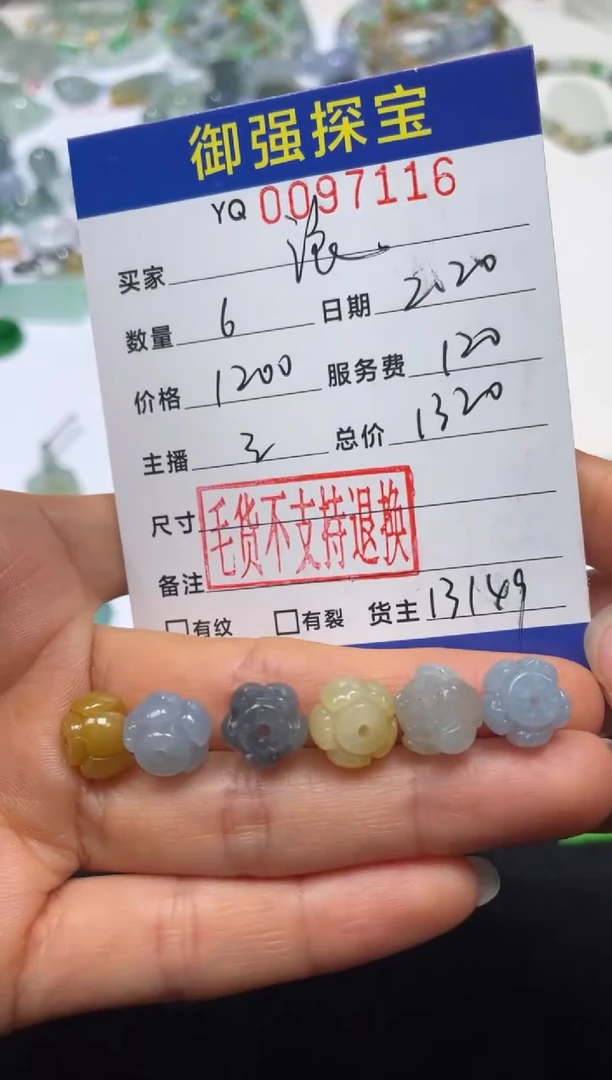 御强探宝
YQ 0097116
买家 浪
数量 6 日期 2020
价格 1200 服务费 120
主播 3 总价 1320
尺寸
毛货不支持退换
备注
有纹 有裂 货主 13149